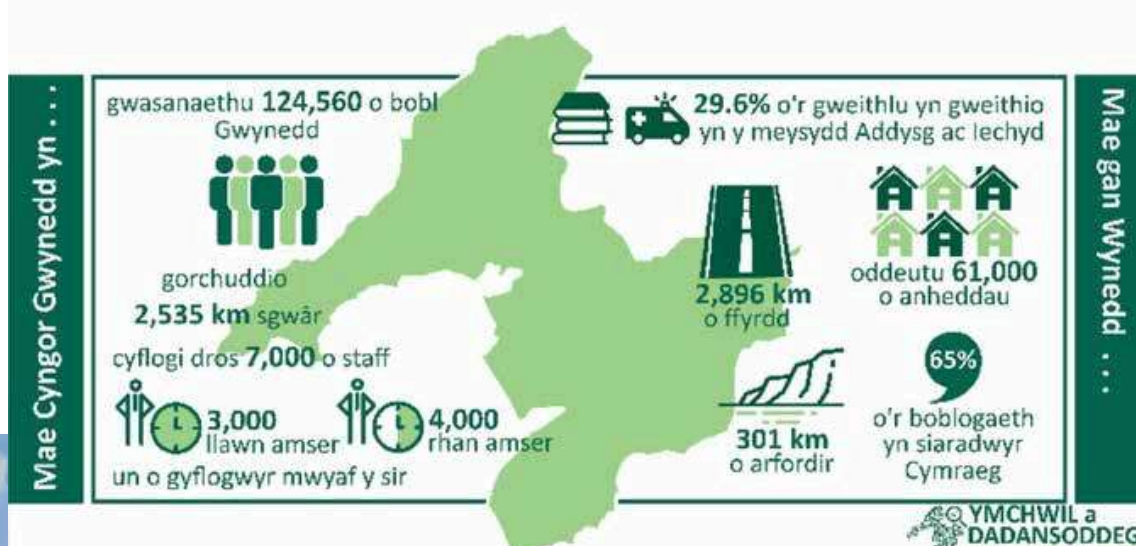 Mae Cyngor Gwynedd yn . . .
gwasanaethu 124,560 o bobl
Gwynedd
gorchuddio
2,535 km sgwâr
cyflogi dros 7,000 o staff
3,000
llawn amser
4,000
rhan amser
un o gyflogwyr mwyaf y sir
Mae gan Wynedd . . .
29.6% o'r gweithlu yn gweithio
yn y meysydd Addysg ac Iechyd
2,896 km
o ffyrdd
oddeutu 61,000
o anheddau
301 km
o arfordir
65%
o'r boblogaeth
yn siaradwyr
Cymraeg
YMCHWIL a
DADANSODDEG